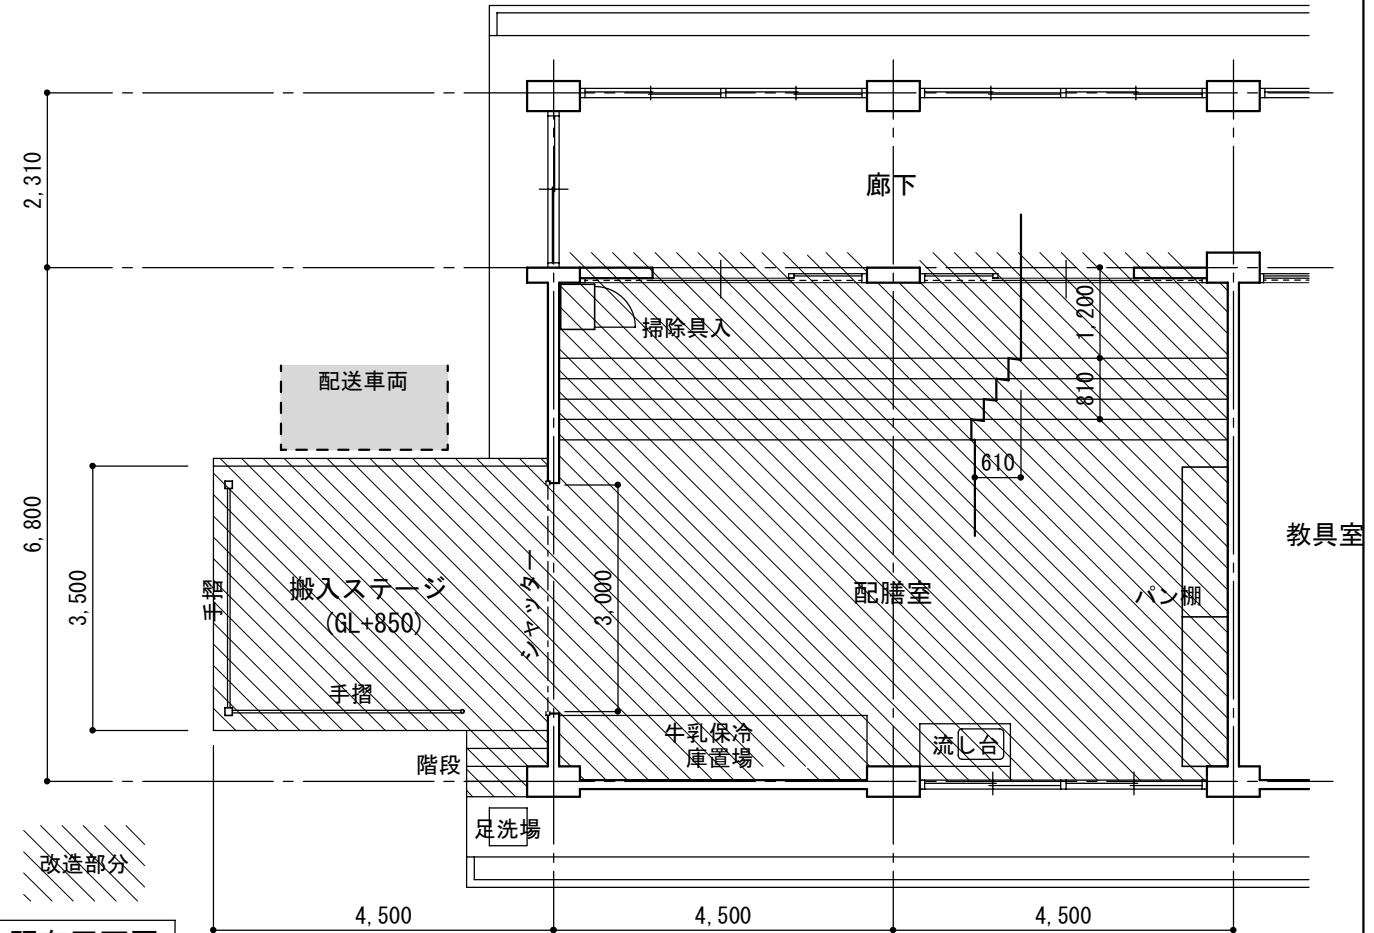 2,310
廊下
掃除具入
1,200
配送車両
810
610
6,800
教具室
3,500
手摺
搬入ステージ
(GL+850)
シャッター
3,000
配膳室
パン棚
手摺
牛乳保冷
庫置場
流し台
階段
足洗場
改造部分
4,500
4,500
4,500